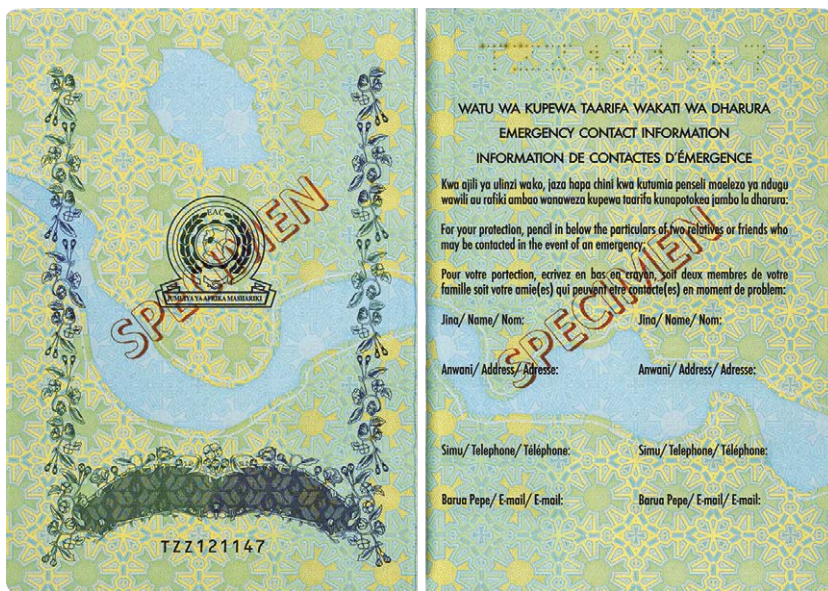 EAC
JUMUIYA YA AFRIKA MASHARIKI
SPECIMEN
TZZ121147
WATU WA KUPEWA TAARIFA WAKATI WA DHARURA
EMERGENCY CONTACT INFORMATION
INFORMATION DE CONTACTES D'ÉMERGENCE
Kwa ajili ya ulinzi wako, jaza hapa chini kwa kutumia penseli maelezo ya ndugu
wawili au rafiki ambao wanaweza kupewa taarifa kunapotokea jambo la dharura:
For your protection, pencil in below the particulars of two relatives or friends who
may be contacted in the event of an emergency:
Pour votre portection, ecrivez en bas en crayon, soit deux membres de votre
famille soit votre amie(es) qui peuvent etre contacte(es) en moment de problem:
SPECIMEN
Jina/ Name/ Nom: Jina/ Name/ Nom:
Anwani/ Address/ Adresse: Anwani/ Address/ Adresse:
Simu/ Telephone/ Téléphone: Simu/ Telephone/ Téléphone:
Barua Pepe/ E-mail/ E-mail: Barua Pepe/ E-mail/ E-mail: